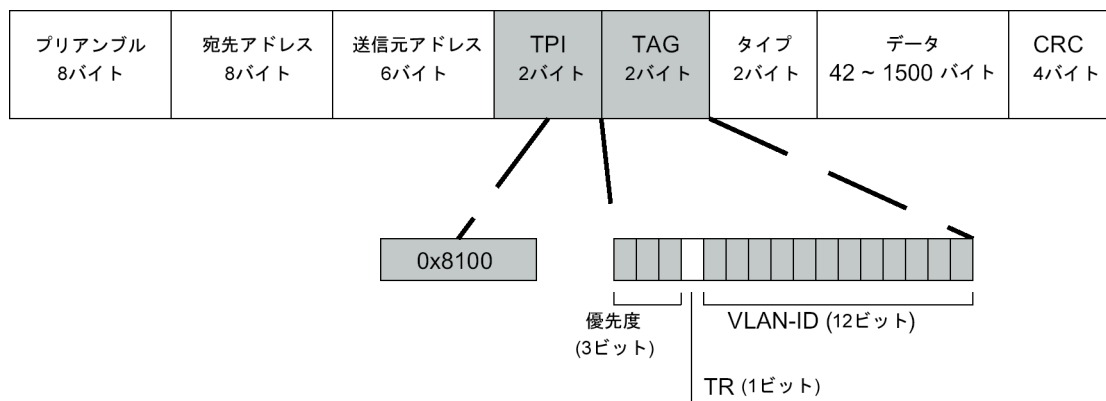 プリアンブル
8バイト
宛先アドレス
8バイト
送信元アドレス
6バイト
TPI
2バイト
TAG
2バイト
タイプ
2バイト
データ
42 ~ 1500 バイト
CRC
4バイト
0x8100
優先度
(3ビット)
VLAN-ID (12ビット)
TR (1ビット)